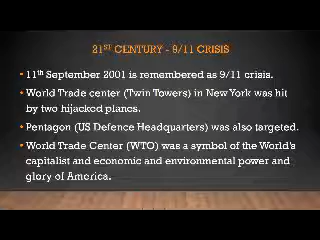 21ST CENTURY - 9/11 CRISIS
• 11th September 2001 is remembered as 9/11 crisis.
• World Trade center (Twin Towers) in New York was hit
by two hijacked planes.
• Pentagon (US Defence Headquarters) was also targeted.
• World Trade Center (WTO) was a symbol of the World's
capitalist and economic and environmental power and
glory of America.